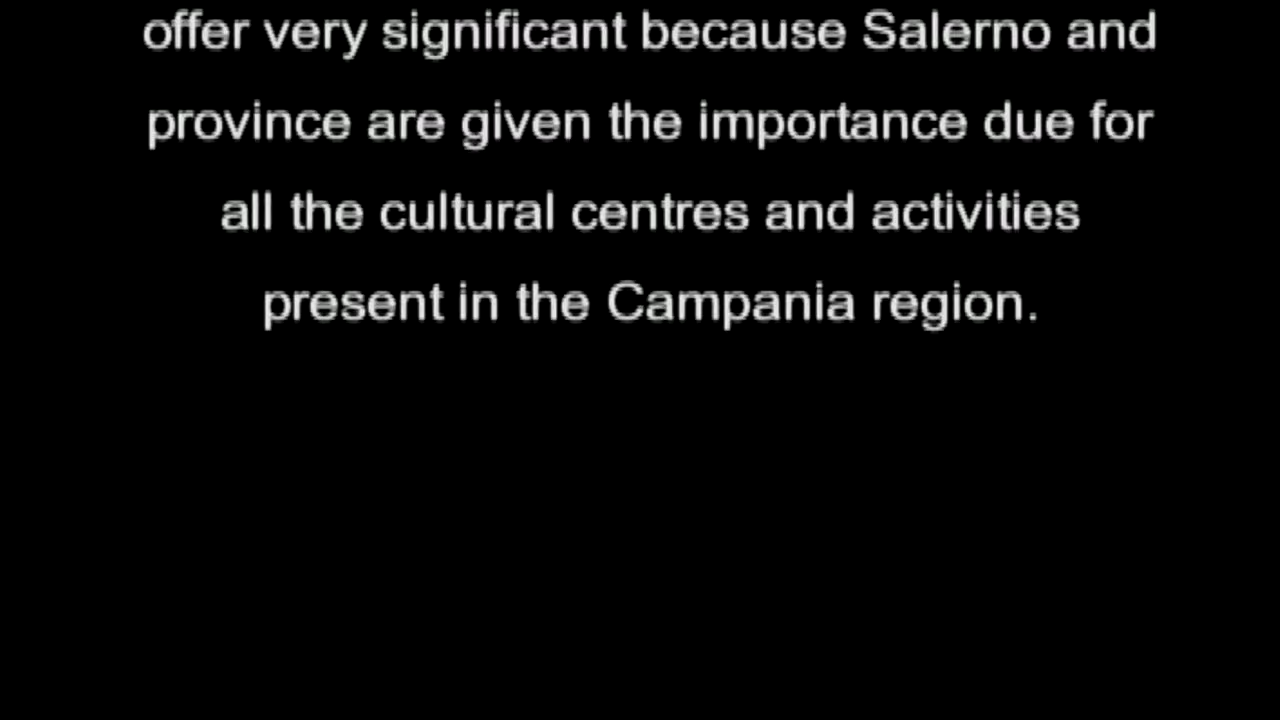 offer very significant because Salerno and
province are given the importance due for
all the cultural centres and activities
present in the Campania region.